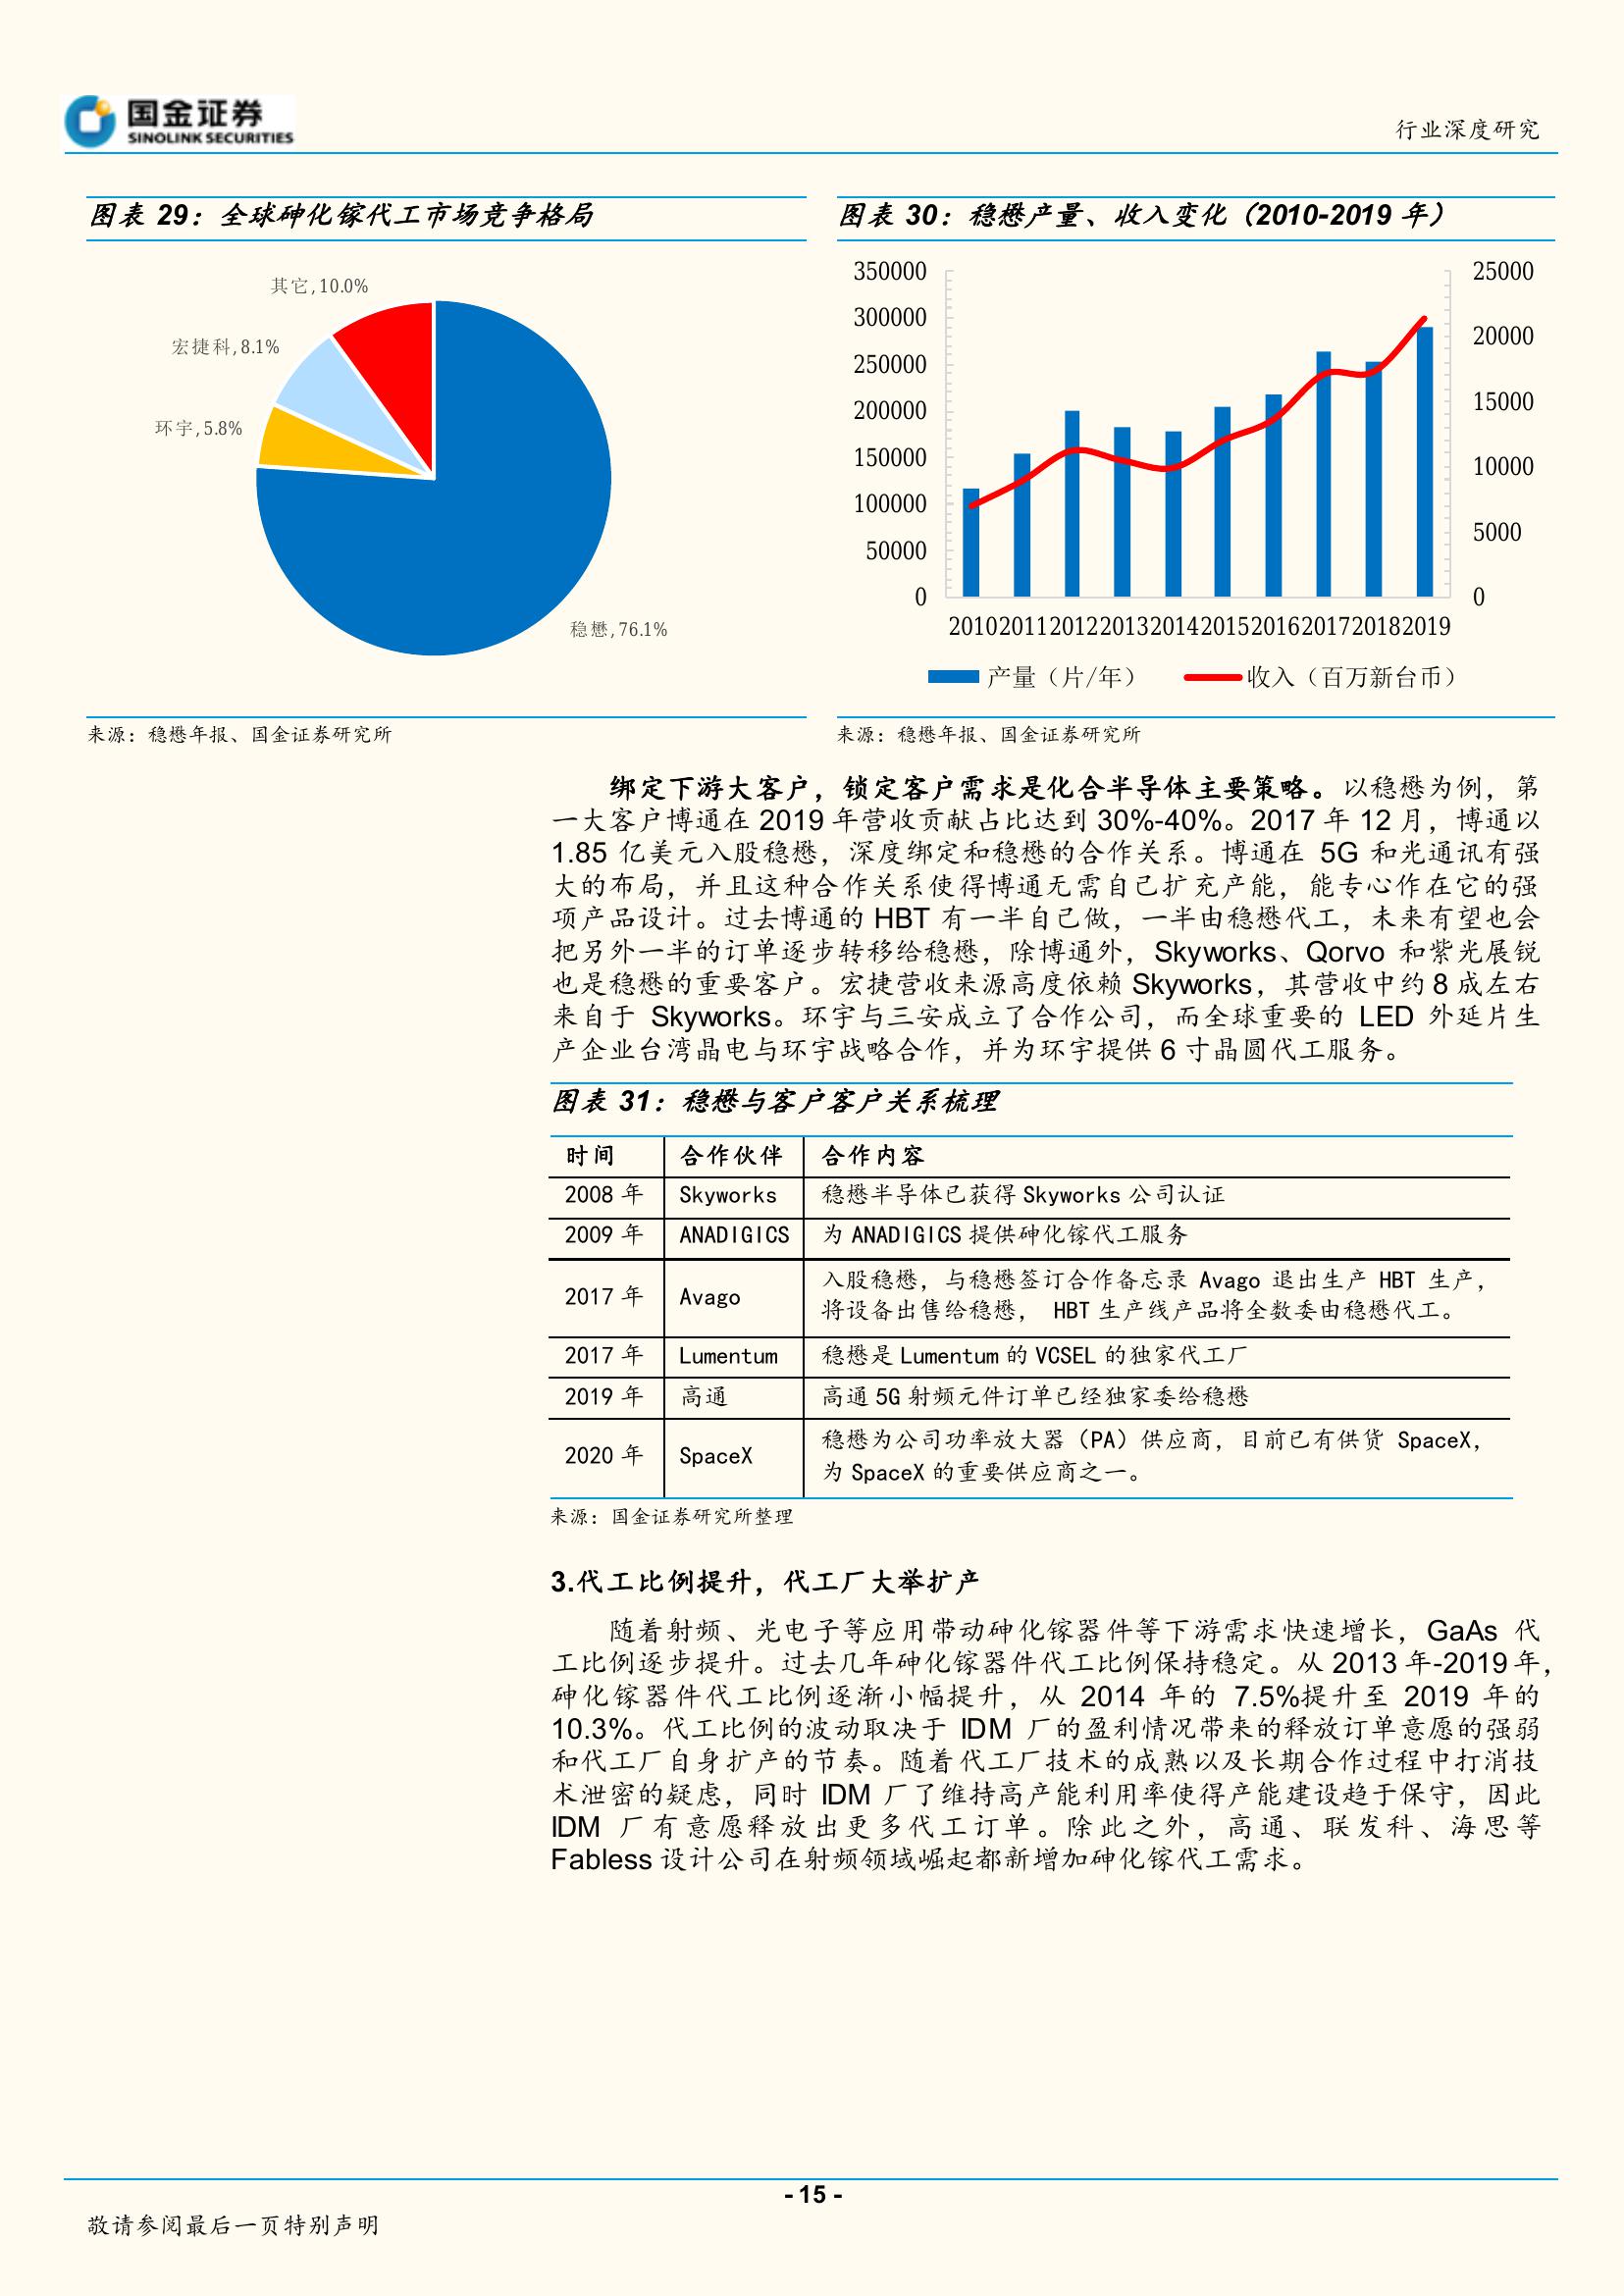 国金证券
SINOLINK SECURITIES
行业深度研究
图表 29：全球砷化镓代工市场竞争格局
其它, 10.0%
宏捷科, 8.1%
环宇, 5.8%
稳懋, 76.1%
来源：稳懋年报、国金证券研究所
图表 30：稳懋产量、收入变化（2010-2019 年）
350000
300000
250000
200000
150000
100000
50000
0
25000
20000
15000
10000
5000
0
2010 2011 2012 2013 2014 2015 2016 2017 2018 2019
产量（片/年） 收入（百万新台币）
来源：稳懋年报、国金证券研究所
绑定下游大客户，锁定客户需求是化合半导体主要策略。以稳懋为例，第
一大客户博通在 2019 年营收贡献占比达到 30%-40%。2017 年 12 月，博通以
1.85 亿美元入股稳懋，深度绑定和稳懋的合作关系。博通在 5G 和光通讯有强
大的布局，并且这种合作关系使得博通无需自己扩充产能，能专心作在它的强
项产品设计。过去博通的 HBT 有一半自己做，一半由稳懋代工，未来有望也会
把另外一半的订单逐步转移给稳懋，除博通外，Skyworks、Qorvo 和紫光展锐
也是稳懋的重要客户。宏捷营收来源高度依赖 Skyworks，其营收中约 8 成左右
来自于 Skyworks。环宇与三安成立了合作公司，而全球重要的 LED 外延片生
产企业台湾晶电与环宇战略合作，并为环宇提供 6 寸晶圆代工服务。
图表 31：稳懋与客户客户关系梳理
时间 合作伙伴 合作内容
2008 年 Skyworks 稳懋半导体已获得 Skyworks 公司认证
2009 年 ANADIGICS 为 ANADIGICS 提供砷化镓代工服务
2017 年 Avago 入股稳懋，与稳懋签订合作备忘录 Avago 退出生产 HBT 生产，
将设备出售给稳懋， HBT 生产线产品将全数委由稳懋代工。
2017 年 Lumentum 稳懋是 Lumentum 的 VCSEL 的独家代工厂
2019 年 高通 高通 5G 射频元件订单已经独家委给稳懋
2020 年 SpaceX 稳懋为公司功率放大器（PA）供应商，目前已有供货 SpaceX，
为 SpaceX 的重要供应商之一。
来源：国金证券研究所整理
3.代工比例提升，代工厂大举扩产
随着射频、光电子等应用带动砷化镓器件等下游需求快速增长，GaAs 代
工比例逐步提升。过去几年砷化镓器件代工比例保持稳定。从 2013 年-2019 年，
砷化镓器件代工比例逐渐小幅提升，从 2014 年的 7.5%提升至 2019 年的
10.3%。代工比例的波动取决于 IDM 厂的盈利情况带来的释放订单意愿的强弱
和代工厂自身扩产的节奏。随着代工厂技术的成熟以及长期合作过程中打消技
术泄密的疑虑，同时 IDM 厂了维持高产能利用率使得产能建设趋于保守，因此
IDM 厂有意愿释放出更多代工订单。除此之外，高通、联发科、海思等
Fabless 设计公司在射频领域崛起都新增加砷化镓代工需求。
- 15 -
敬请参阅最后一页特别声明